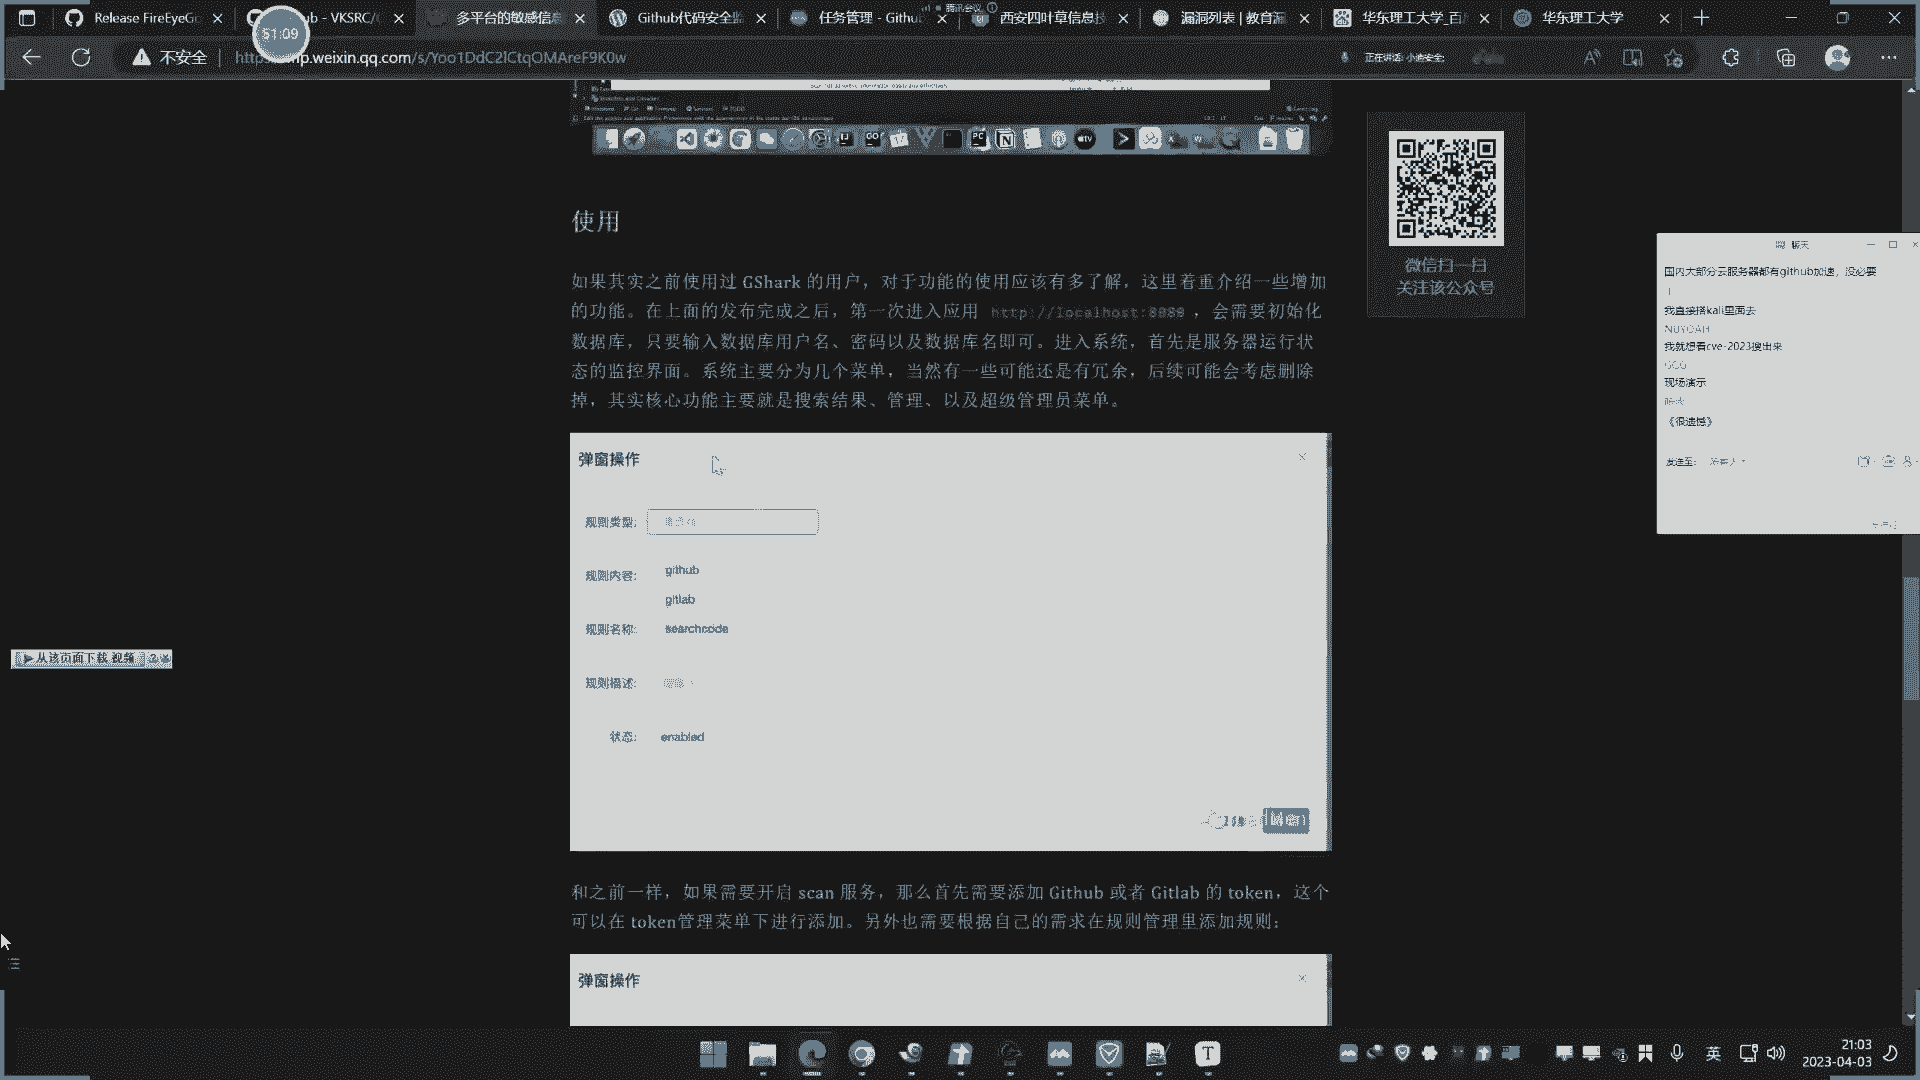 腾讯会议
Release FireEyeG
ub - VKSRC/
多平台的敏感信息
Github代码安全监
任务管理 - Github
西安四叶草信息技
漏洞列表 | 教育漏
华东理工大学_百
华东理工大学
51:09
不安全
mp.weixin.qq.com/s/Yoo1DdC2lCtqOMAreF9K0w
正在讲话: 小迪安全;
使用
如果其实之前使用过 GShark 的用户，对于功能的使用应该有多了解，这里着重介绍一些增加
的功能。在上面的发布完成之后，第一次进入应用 http://localhost:8080 ，会需要初始化
数据库，只要输入数据库用户名、密码以及数据库名即可。进入系统，首先是服务器运行状
态的监控界面。系统主要分为几个菜单，当然有一些可能还是有冗余，后续可能会考虑删除
掉，其实核心功能主要就是搜索结果、管理、以及超级管理员菜单。
微信扫一扫
关注该公众号
聊天
国内大部分云服务器都有github加速，没必要
我直接搭kali里面去
我就想看cve-2023搜出来
现场演示
《很遗憾》
发送至:
弹窗操作
规则类型:
规则内容:
github
gitlab
规则名称:
searchcode
规则描述:
状态:
enabled
从该页面下载 视频
和之前一样，如果需要开启 scan 服务，那么首先需要添加 Github 或者 Gitlab 的 token，这个
可以在 token管理菜单下进行添加。另外也需要根据自己的需求在规则管理里添加规则：
弹窗操作
英
21:03
2023-04-03